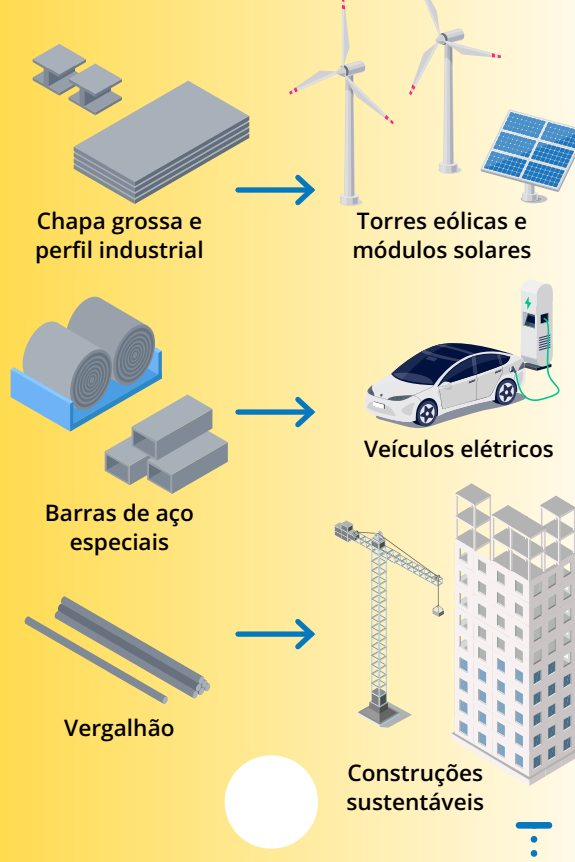 Chapa grossa e
perfil industrial
Torres eólicas e
módulos solares
Barras de aço
especiais
Veículos elétricos
Vergalhão
Construções
sustentáveis